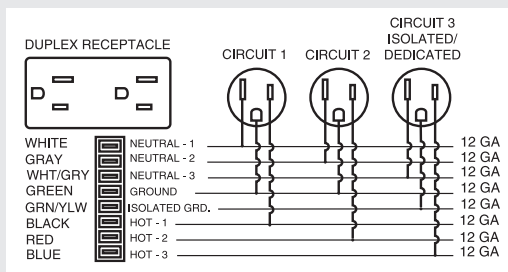 CIRCUIT 3
ISOLATED/
DUPLEX RECEPTACLE CIRCUIT 1 CIRCUIT 2 DEDICATED
WHITE NEUTRAL - 1 12 GA
GRAY NEUTRAL - 2 12 GA
WHT/GRY NEUTRAL - 3 12 GA
GREEN GROUND 12 GA
GRN/YLW ISOLATED GRD. 12 GA
BLACK HOT - 1 12 GA
RED HOT - 2 12 GA
BLUE HOT - 3 12 GA